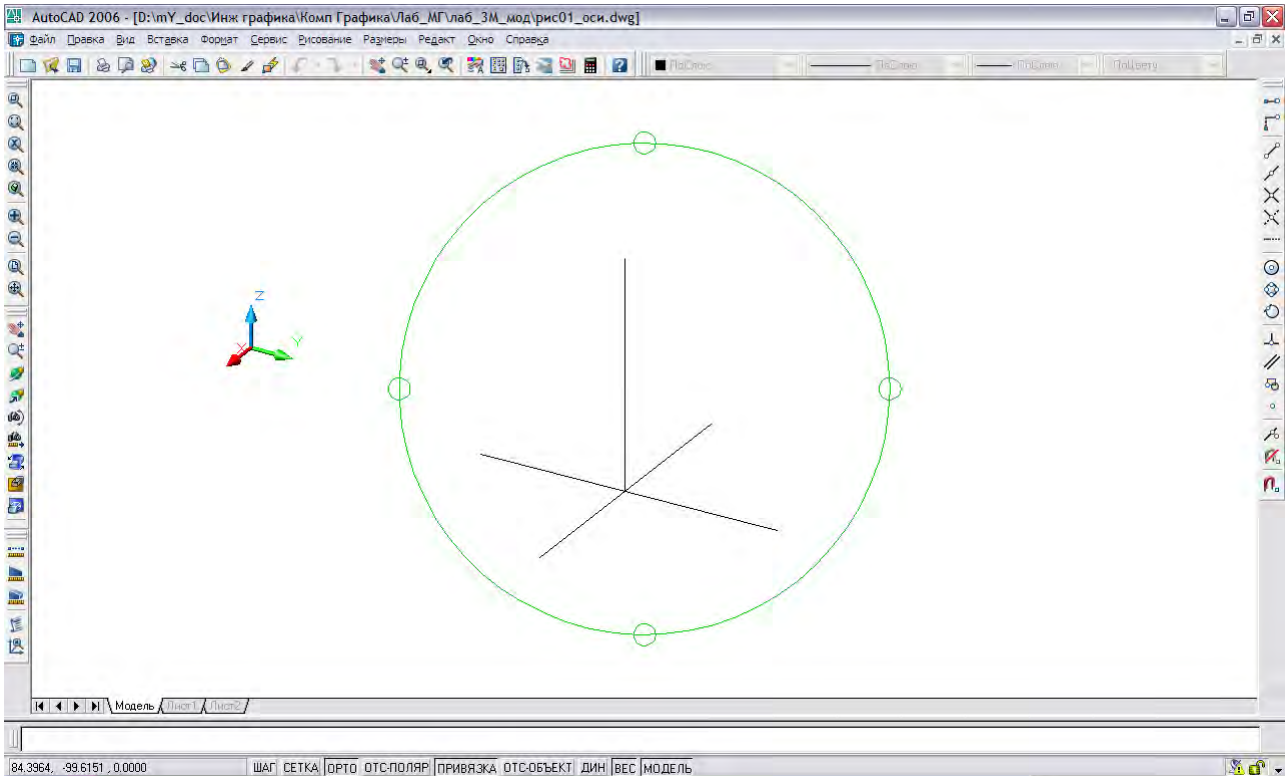 AutoCAD 2006 - [D:\mY_doc\Инж графика\Комп Графика\Лаб_МГ\лаб_3М_мод\рис01_оси.dwg]
Файл Правка Вид Вставка Формат Сервис Рисование Размеры Редакт Окно Справка
ПоСлою ПоСлою ПоСлою ПоЦвету
Z
X Y
Модель Лист1 Лист2
84.3964, -99.6151 , 0.0000 ШАГ СЕТКА ОРТО ОТС-ПОЛЯР ПРИВЯЗКА ОТС-ОБЪЕКТ ДИН ВЕС МОДЕЛЬ